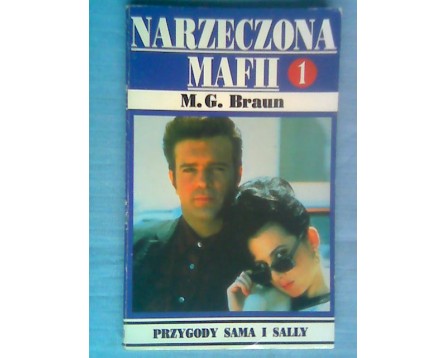 NARZECZONA
MAFII 1
M. G. Braun
PRZYGODY SAMA I SALLY